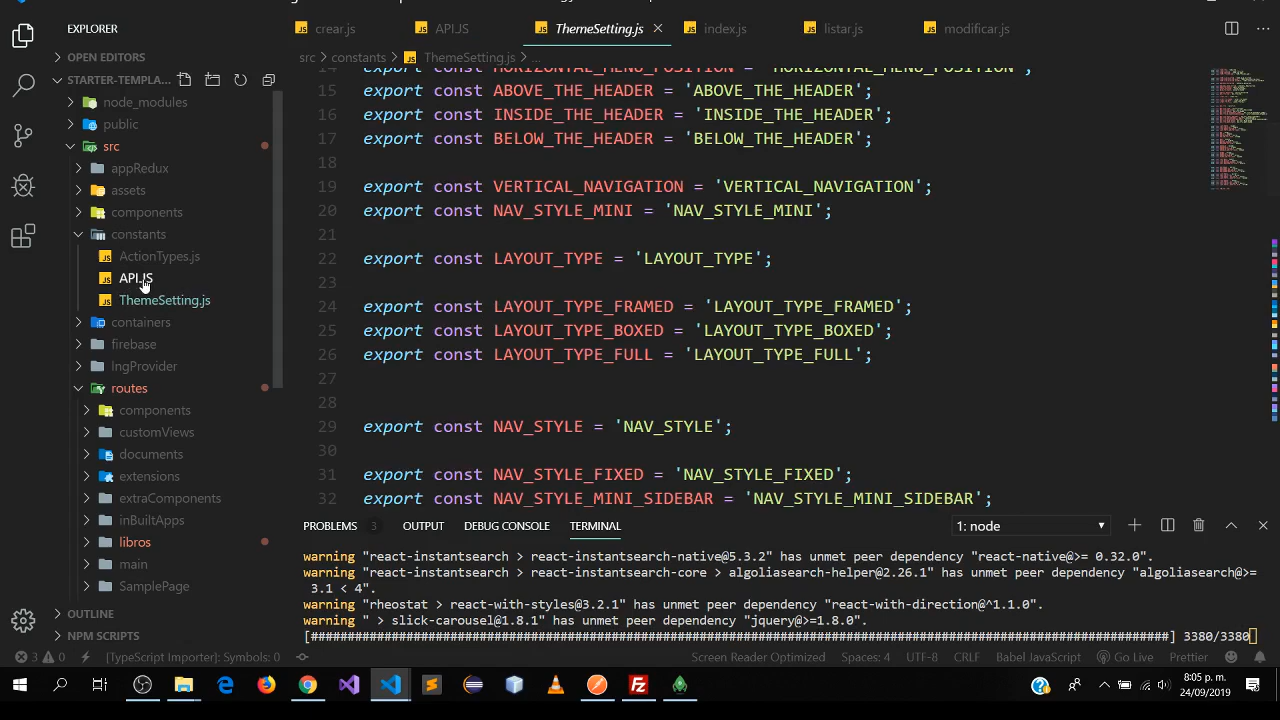 EXPLORER
crear.js
API.JS
ThemeSetting.js
index.js
listar.js
modificar.js
OPEN EDITORS
src > constants > ThemeSetting.js > ...
STARTER-TEMPLA...
node_modules
public
src
appRedux
assets
components
constants
ActionTypes.js
API.JS
ThemeSetting.js
containers
firebase
lngProvider
routes
components
customViews
documents
extensions
extraComponents
inBuiltApps
libros
main
SamplePage
OUTLINE
NPM SCRIPTS
14 export const HORIZONTAL_MENU_POSITION = 'HORIZONTAL_MENU_POSITION';
15 export const ABOVE_THE_HEADER = 'ABOVE_THE_HEADER';
16 export const INSIDE_THE_HEADER = 'INSIDE_THE_HEADER';
17 export const BELOW_THE_HEADER = 'BELOW_THE_HEADER';
18
19 export const VERTICAL_NAVIGATION = 'VERTICAL_NAVIGATION';
20 export const NAV_STYLE_MINI = 'NAV_STYLE_MINI';
21
22 export const LAYOUT_TYPE = 'LAYOUT_TYPE';
23
24 export const LAYOUT_TYPE_FRAMED = 'LAYOUT_TYPE_FRAMED';
25 export const LAYOUT_TYPE_BOXED = 'LAYOUT_TYPE_BOXED';
26 export const LAYOUT_TYPE_FULL = 'LAYOUT_TYPE_FULL';
27
28
29 export const NAV_STYLE = 'NAV_STYLE';
30
31 export const NAV_STYLE_FIXED = 'NAV_STYLE_FIXED';
32 export const NAV_STYLE_MINI_SIDEBAR = 'NAV_STYLE_MINI_SIDEBAR';
PROBLEMS 3 OUTPUT DEBUG CONSOLE TERMINAL 1: node
warning "react-instantsearch > react-instantsearch-native@5.3.2" has unmet peer dependency "react-native@>= 0.32.0".
warning "react-instantsearch > react-instantsearch-core > algoliasearch-helper@2.26.1" has unmet peer dependency "algoliasearch@>=
3.1 < 4".
warning "rheostat > react-with-styles@3.2.1" has unmet peer dependency "react-with-direction@^1.1.0".
warning " > slick-carousel@1.8.1" has unmet peer dependency "jquery@>=1.8.0".
3380/3380
3 0 [TypeScript Importer]: Symbols: 0 Screen Reader Optimized Spaces: 4 UTF-8 CRLF Babel JavaScript Go Live Prettier
8:05 p. m.
24/09/2019